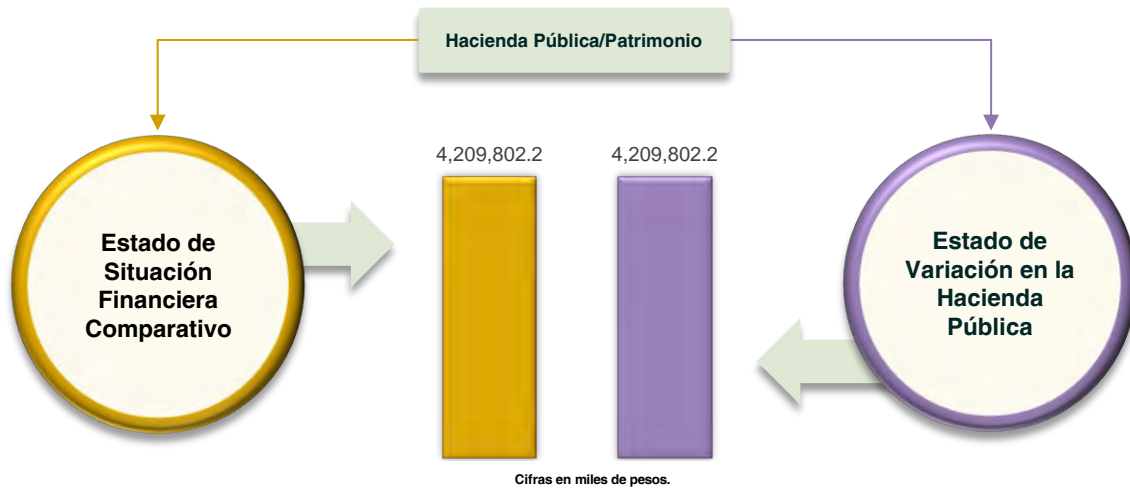 Hacienda Pública/Patrimonio
4,209,802.2
4,209,802.2
Estado de
Situación
Financiera
Comparativo
Estado de
Variación en la
Hacienda
Pública
Cifras en miles de pesos.